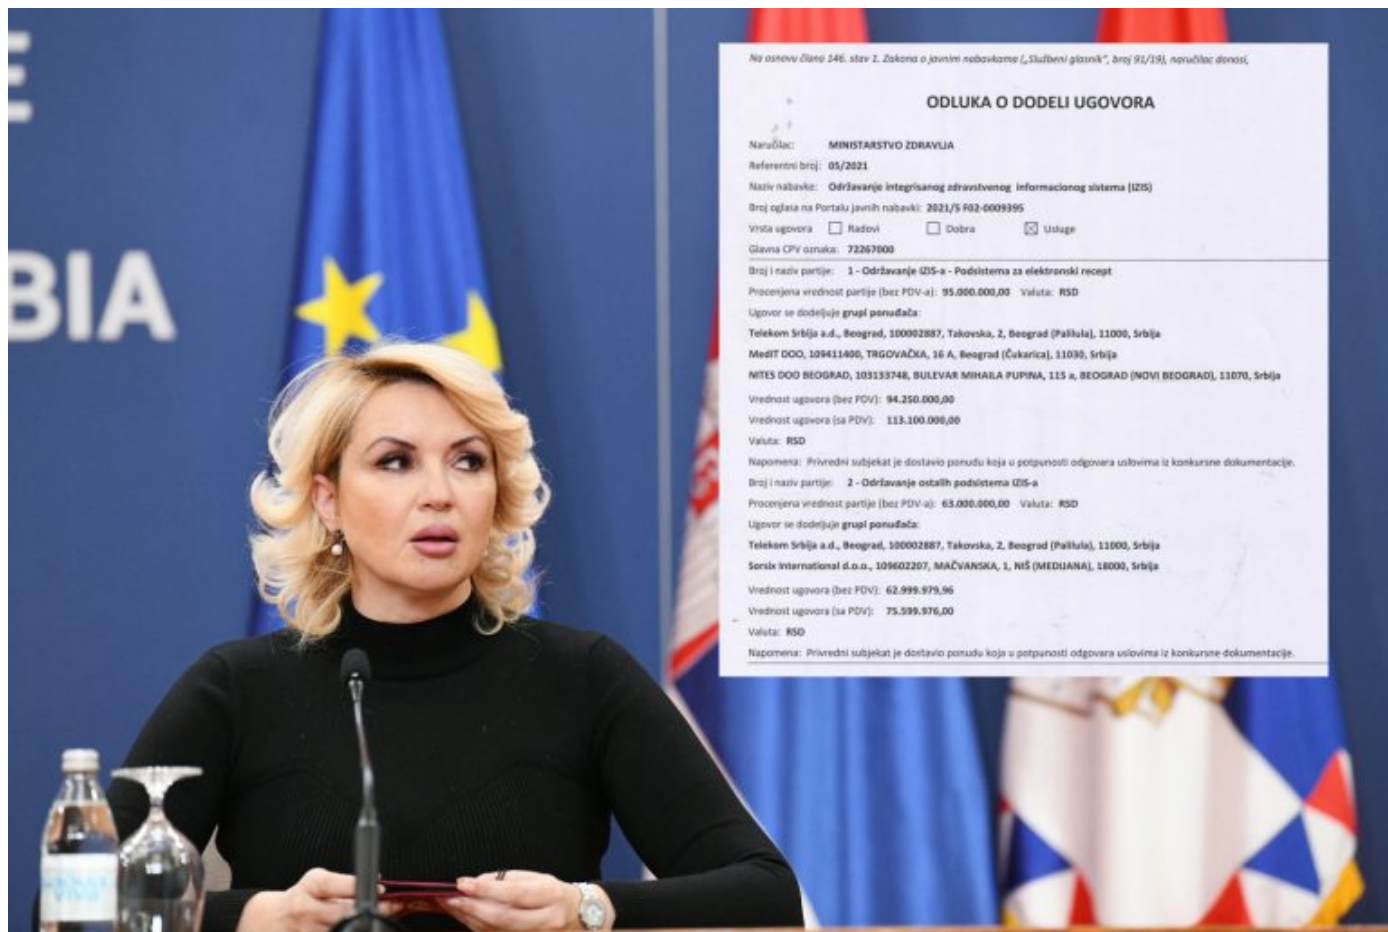 E
BIA
Na osnovu člana 146. stav 1. Zakona o javnim nabavkama („Službeni glasnik", broj 91/19), naručilac donosi,
ODLUKA O DODELI UGOVORA
Naručilac: MINISTARSTVO ZDRAVLJA
Referentni broj: 05/2021
Naziv nabavke: Održavanje integrisanog zdravstvenog informacionog sistema (IZIS)
Broj oglasa na Portalu javnih nabavki: 2021/S F02-0009395
Vrsta ugovora ☐ Radovi ☐ Dobra ☒ Usluge
Glavna CPV oznaka: 72267000
Broj i naziv partije: 1 - Održavanje IZIS-a - Podsistema za elektronski recept
Procenjena vrednost partije (bez PDV-a): 95.000.000,00 Valuta: RSD
Ugovor se dodeljuje grupi ponuđača:
Telekom Srbija a.d., Beograd, 100002887, Takovska, 2, Beograd (Palilula), 11000, Srbija
MedIT DOO, 109411400, TRGOVAČKA, 16 A, Beograd (Čukarica), 11030, Srbija
NITES DOO BEOGRAD, 103133748, BULEVAR MIHAILA PUPINA, 115 a, BEOGRAD (NOVI BEOGRAD), 11070, Srbija
Vrednost ugovora (bez PDV): 94.250.000,00
Vrednost ugovora (sa PDV): 113.100.000,00
Valuta: RSD
Napomena: Privredni subjekat je dostavio ponudu koja u potpunosti odgovara uslovima iz konkursne dokumentacije.
Broj i naziv partije: 2 - Održavanje ostalih podsistema IZIS-a
Procenjena vrednost partije (bez PDV-a): 63.000.000,00 Valuta: RSD
Ugovor se dodeljuje grupi ponuđača:
Telekom Srbija a.d., Beograd, 100002887, Takovska, 2, Beograd (Palilula), 11000, Srbija
Sorsix International d.o.o., 109602207, MAČVANSKA, 1, NIŠ (MEDIJANA), 18000, Srbija
Vrednost ugovora (bez PDV): 62.999.979,96
Vrednost ugovora (sa PDV): 75.599.976,00
Valuta: RSD
Napomena: Privredni subjekat je dostavio ponudu koja u potpunosti odgovara uslovima iz konkursne dokumentacije.